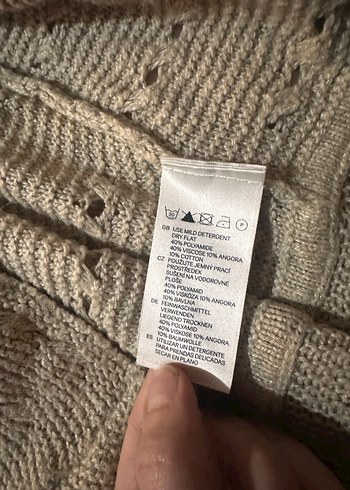 30 P
GB USE MILD DETERGENT
DRY FLAT
40% POLYAMIDE
40% VISCOSE 10% ANGORA
10% COTTON
CZ POUŽÍTE JEMNÝ PRACÍ
PROSTŘEDEK
SUŠENÍ NA VODOROVNÉ
PLOŠE
40% POLYAMID
40% VISKÓZA 10% ANGORA
10% BAVLNA
DE FEINWASCHMITTEL
VERWENDEN
LIEGEND TROCKNEN
40% POLYAMID
40% VISKOSE 10% ANGORA
10% BAUMWOLLE
ES UTILIZAR UN DETERGENTE
PARA PRENDAS DELICADAS
SECAR EN PLANO